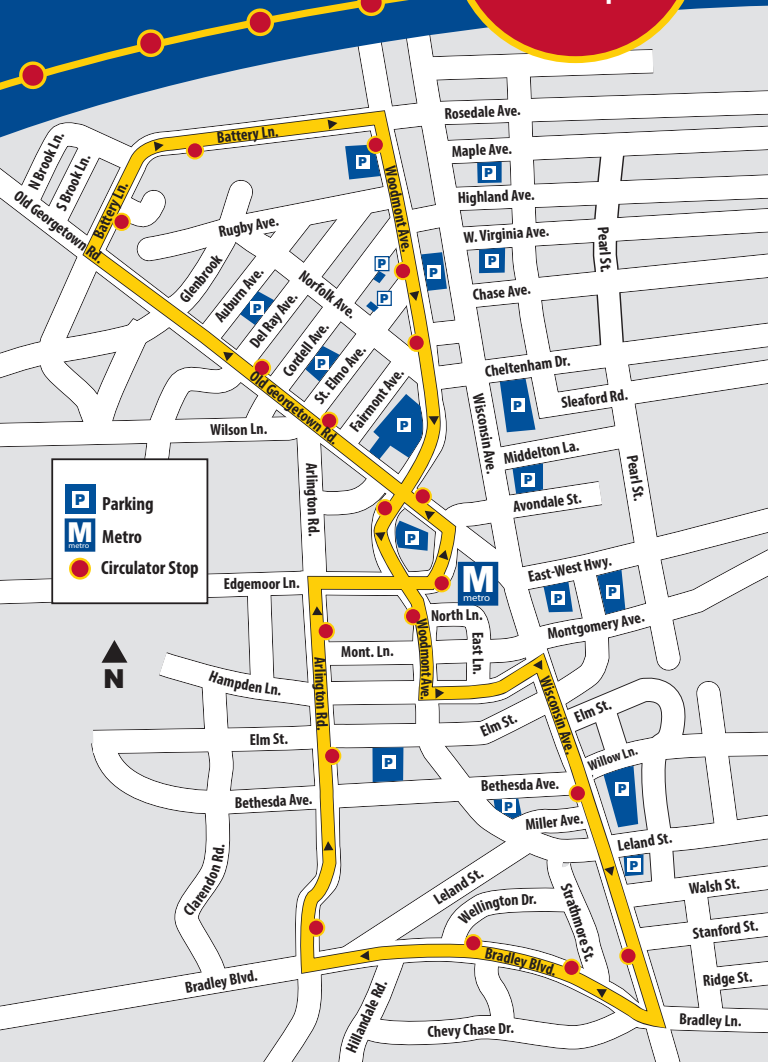 Rosedale Ave.
Maple Ave.
Highland Ave.
W. Virginia Ave.
Chase Ave.
Pearl St.
Battery Ln.
N Brook Ln.
S Brook Ln.
Battery Ln.
Old Georgetown Rd.
Rugby Ave.
Woodmont Ave.
P
P
P
P
P
P
Glenbrook
Auburn Ave.
P
Del Ray Ave.
Norfolk Ave.
Cordell Ave.
P
St. Elmo Ave.
Fairmont Ave.
P
Old Georgetown Rd.
Cheltenham Dr.
P
Sleaford Rd.
Wisconsin Ave.
Middelton La.
P
Avondale St.
Pearl St.
Wilson Ln.
Arlington Rd.
P Parking
M metro Metro
Circulator Stop
P
East-West Hwy.
P
P
Montgomery Ave.
M
metro
Edgemoor Ln.
North Ln.
East Ln.
Woodmont Ave.
Mont. Ln.
N
Hampden Ln.
Arlington Rd.
Elm St.
Elm St.
Elm St.
Wisconsin Ave.
Willow Ln.
P
P
Bethesda Ave.
Bethesda Ave.
P
Miller Ave.
Leland St.
P
Clarendon Rd.
Leland St.
Wellington Dr.
Strathmore St.
Walsh St.
Stanford St.
Ridge St.
Bradley Blvd.
Bradley Blvd.
Bradley Ln.
Hillandale Rd.
Chevy Chase Dr.